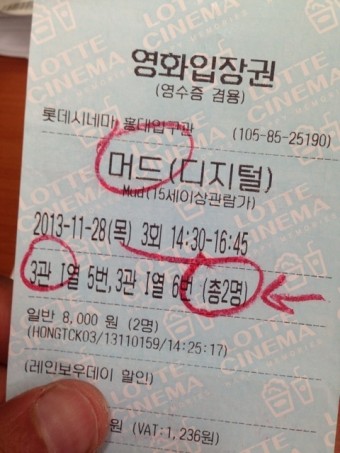 영화입장권
(영수증 겸용)
롯데시네마 홍대입구관 (105-85-25190)
머드(디지털)
Mud(15세이상관람가)
2013-11-28(목) 3회 14:30-16:45
3관 I열 5번,3관 I열 6번 (총2명)
일반 8,000 원 (2명)
(HONGTCK03/13110159/14:25:17)
(레인보우데이 할인)
원 (VAT:1,236원)
LOTTE CINEMA